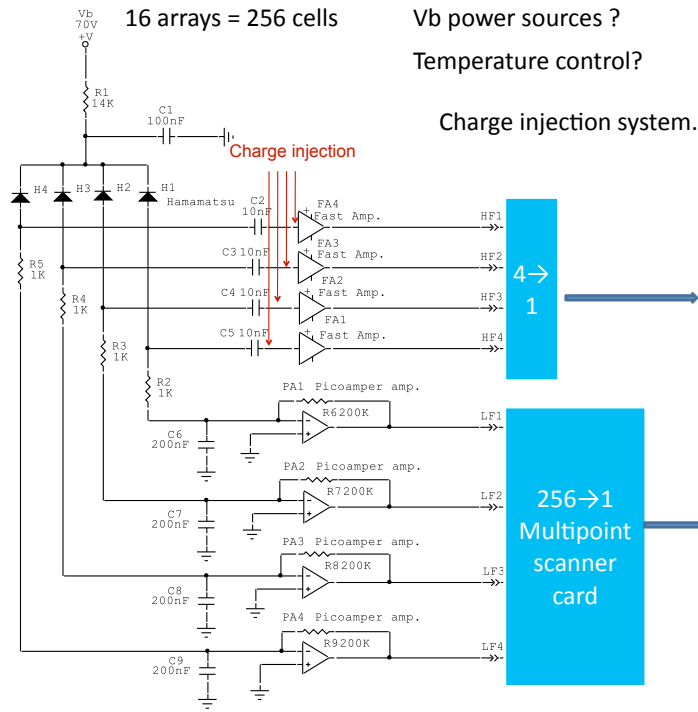 16 arrays = 256 cells
Vb power sources ?
Temperature control?
Charge injection system.
Vb
70V
+V
R1
14K
C1
100nF
Charge injection
H4
H3
H2
H1
Hamamatsu
C2
10nF
FA4
Fast Amp.
HF1
R5
1K
C3 10nF
FA3
Fast Amp.
HF2
R4
1K
C4 10nF
FA2
Fast Amp.
HF3
R3
1K
C5 10nF
FA1
Fast Amp.
HF4
4→
1
R2
1K
PA1 Picoamper amp.
R6200K
LF1
C6
200nF
PA2 Picoamper amp.
R7200K
LF2
C7
200nF
PA3 Picoamper amp.
R8200K
LF3
C8
200nF
PA4 Picoamper amp.
R9200K
LF4
C9
200nF
256→1
Multipoint
scanner
card